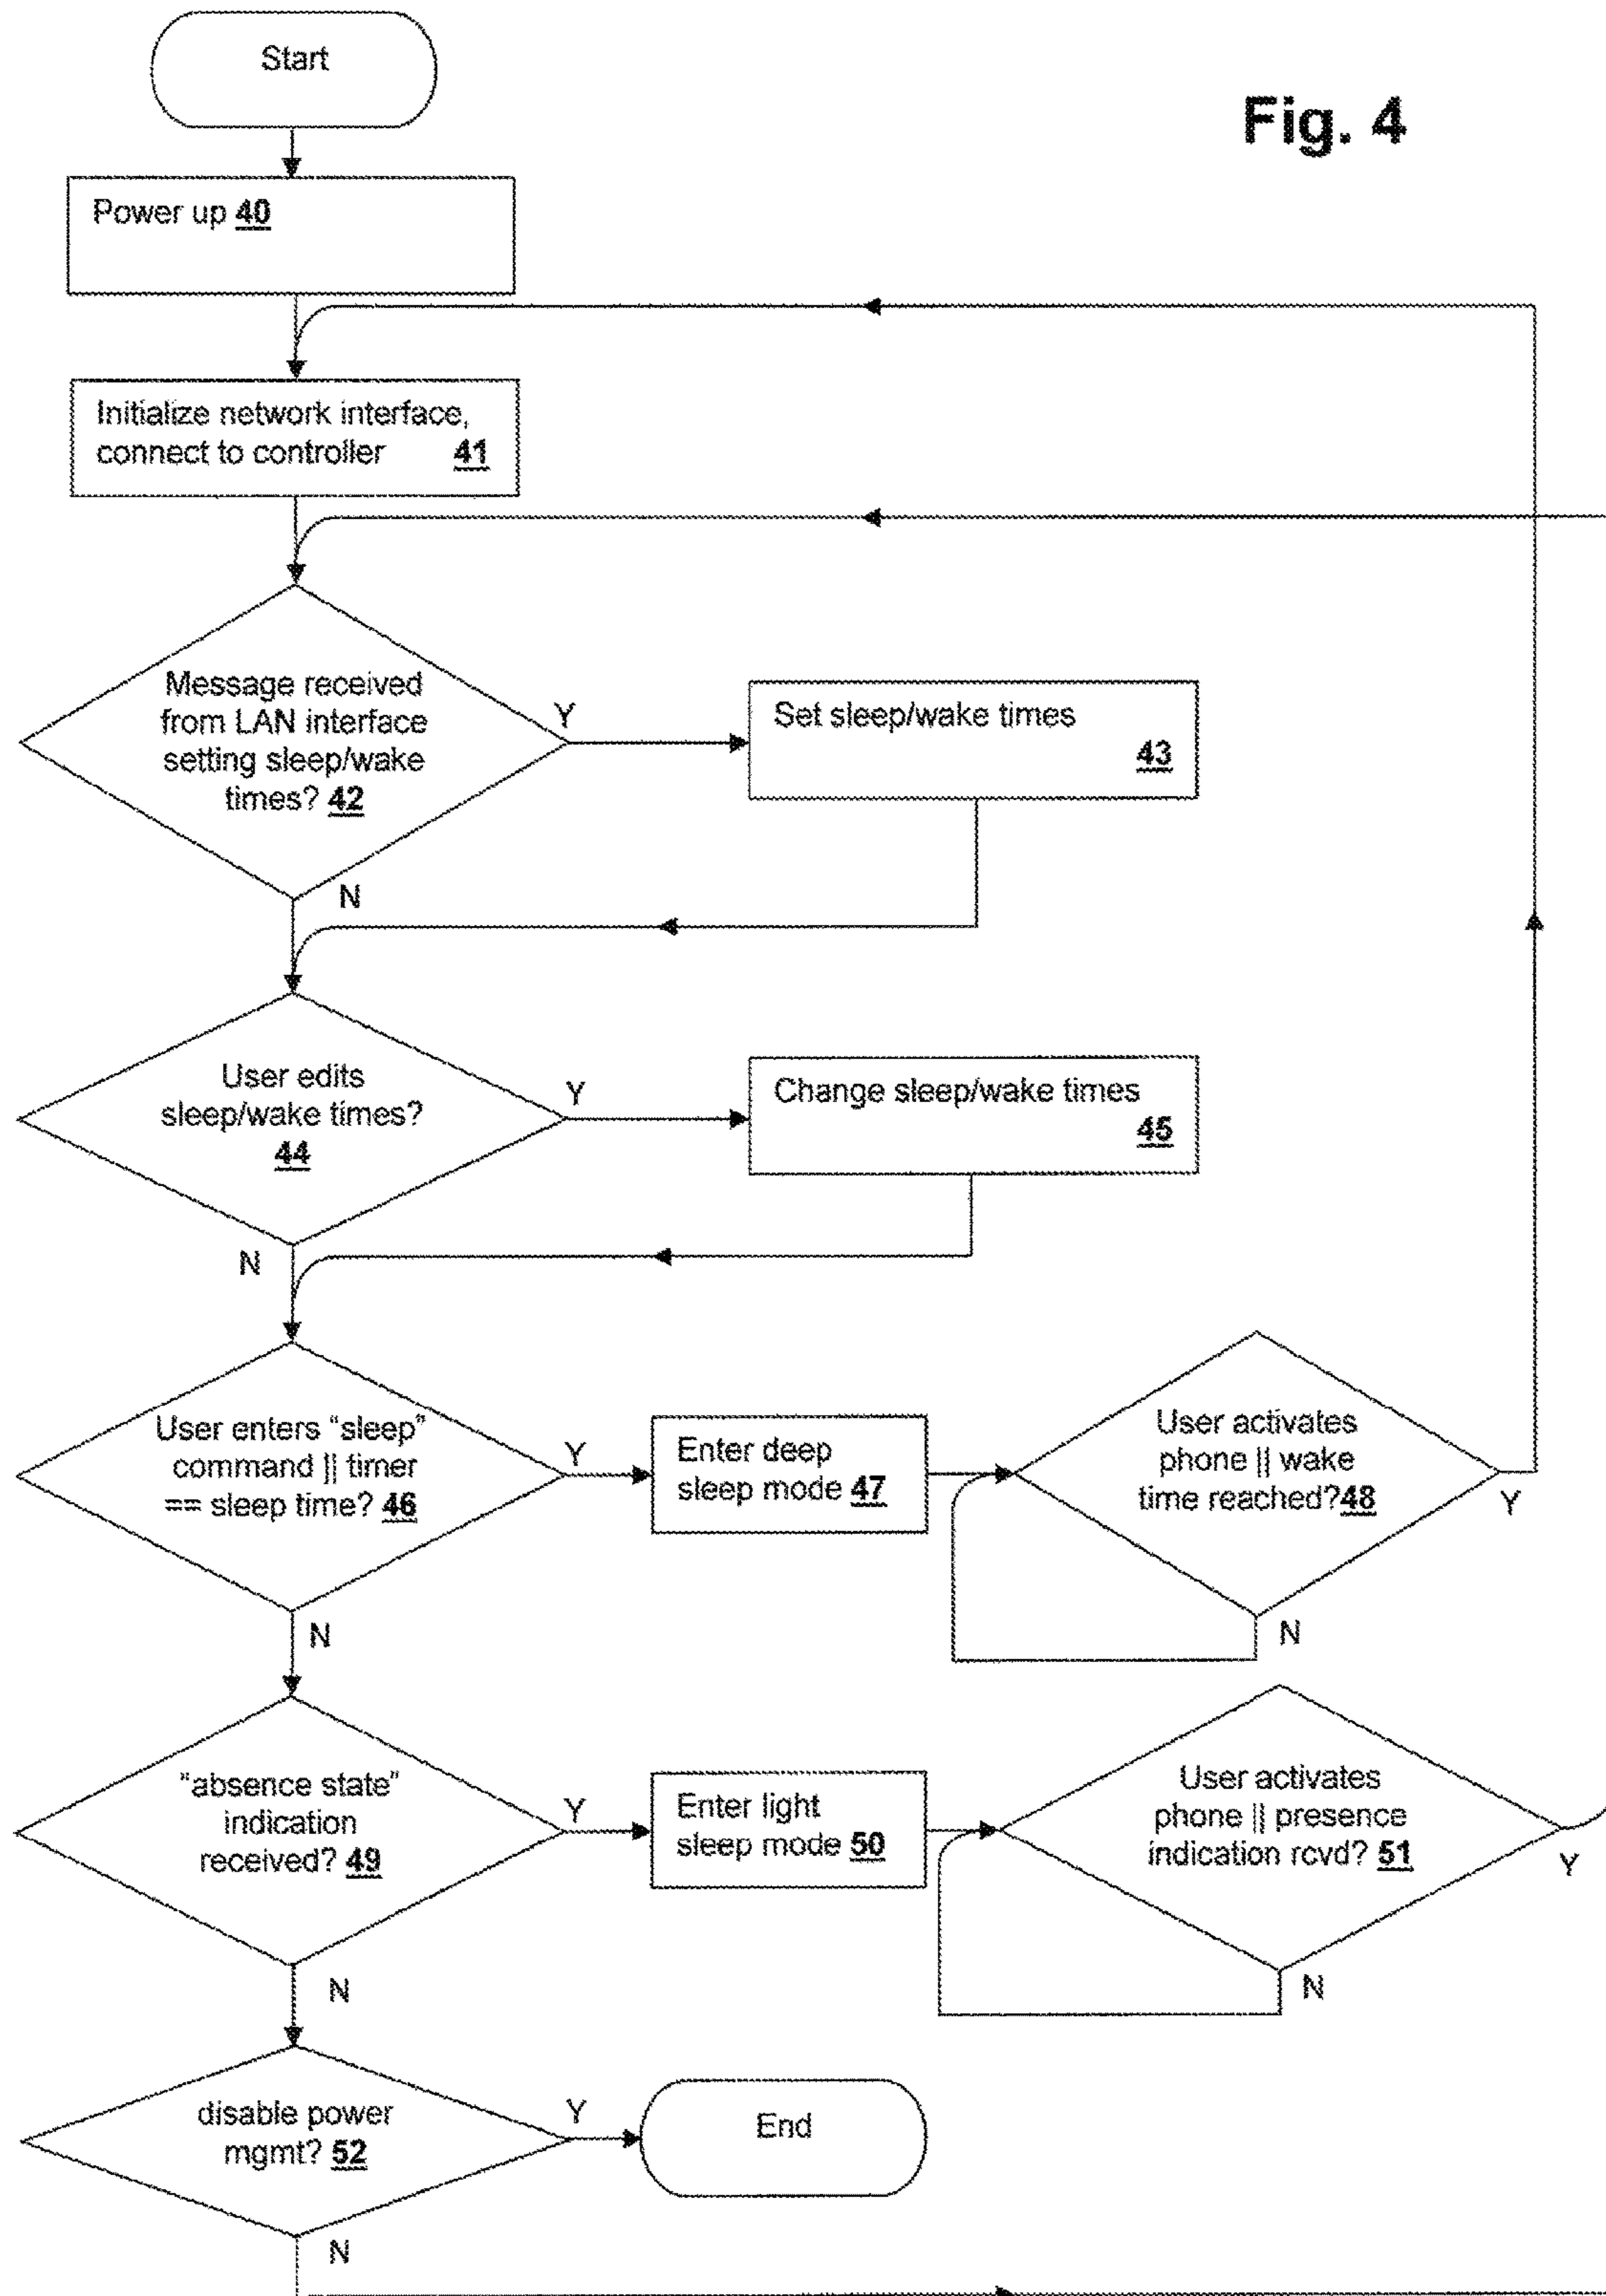 Start
Fig. 4
Power up 40
Initialize network interface,
connect to controller 41
Message received
from LAN interface
setting sleep/wake
times? 42
Y
Set sleep/wake times
43
N
User edits
sleep/wake times?
44
Y
Change sleep/wake times
45
N
User enters “sleep”
command || timer
== sleep time? 46
Y
Enter deep
sleep mode 47
User activates
phone || wake
time reached?48
Y
N
N
“absence state”
indication
received? 49
Y
Enter light
sleep mode 50
User activates
phone || presence
indication rcvd? 51
Y
N
N
disable power
mgmt? 52
Y
End
N